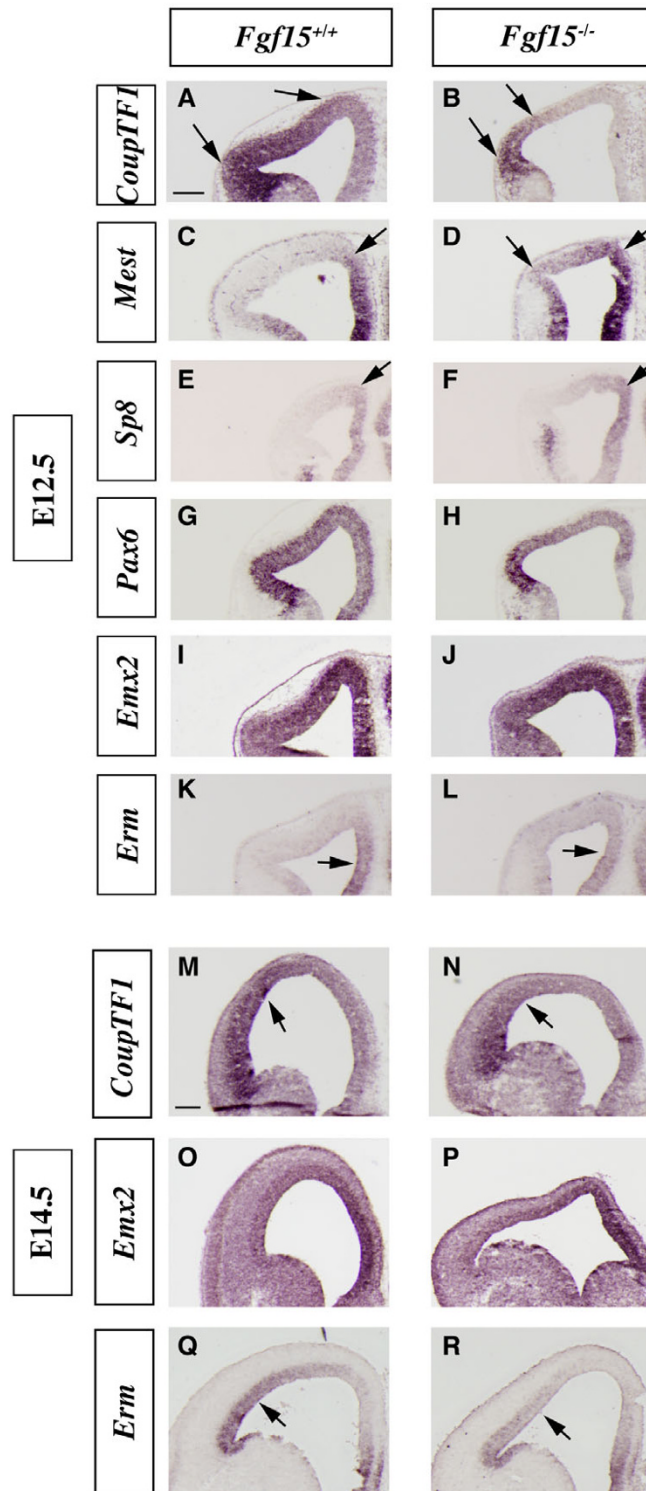 Fgf15+/+
Fgf15-/-
E12.5
CoupTF1
A
B
Mest
C
D
Sp8
E
F
Pax6
G
H
Emx2
I
J
Erm
K
L
E14.5
CoupTF1
M
N
Emx2
O
P
Erm
Q
R